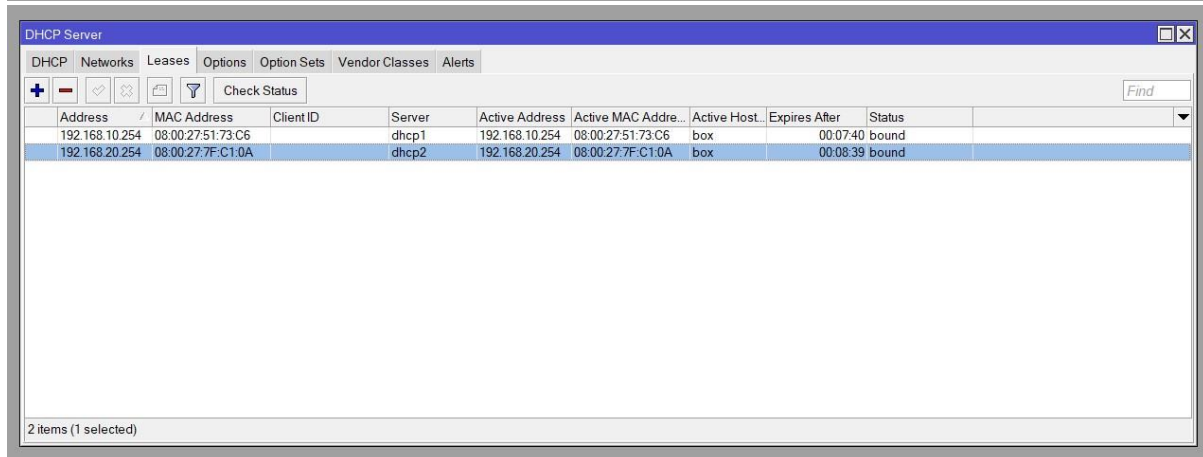 DHCP Server
DHCP Networks Leases Options Option Sets Vendor Classes Alerts
Check Status Find
Address / MAC Address Client ID Server Active Address Active MAC Addre... Active Host... Expires After Status
192.168.10.254 08:00:27:51:73:C6 dhcp1 192.168.10.254 08:00:27:51:73:C6 box 00:07:40 bound
192.168.20.254 08:00:27:7F:C1:0A dhcp2 192.168.20.254 08:00:27:7F:C1:0A box 00:08:39 bound
2 items (1 selected)